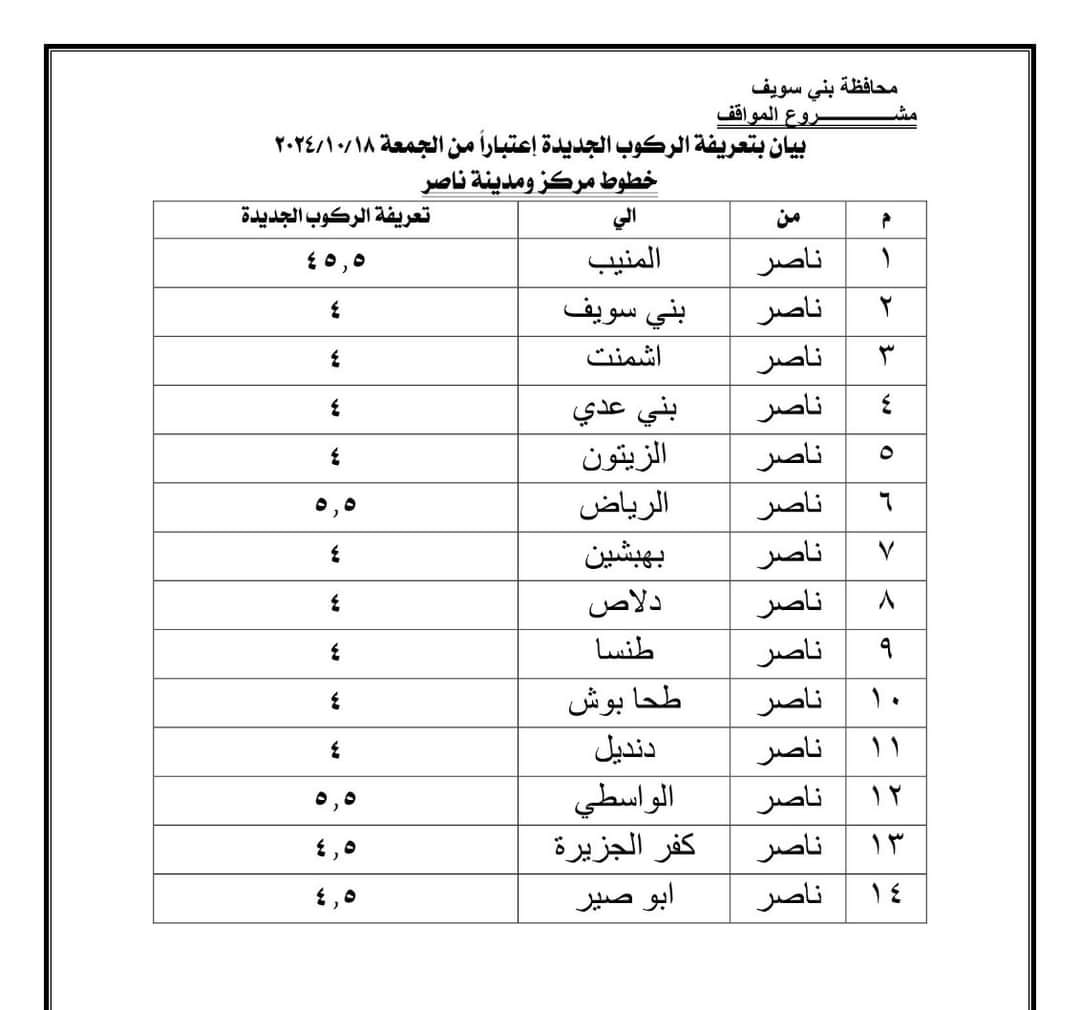 محافظة بني سويف
مشـــــــــروع المواقف
بيان بتعريفة الركوب الجديدة إعتباراً من الجمعة ٢٠٢٤/١٠/١٨
خطوط مركز ومدينة ناصر
م من الي تعريفة الركوب الجديدة
١ ناصر المنيب ٤٥,٥
٢ ناصر بني سويف ٤
٣ ناصر اشمنت ٤
٤ ناصر بني عدي ٤
٥ ناصر الزيتون ٤
٦ ناصر الرياض ٥,٥
٧ ناصر بهبشين ٤
٨ ناصر دلاص ٤
٩ ناصر طنسا ٤
١٠ ناصر طحا بوش ٤
١١ ناصر دنديل ٤
١٢ ناصر الواسطي ٥,٥
١٣ ناصر كفر الجزيرة ٤,٥
١٤ ناصر ابو صير ٤,٥